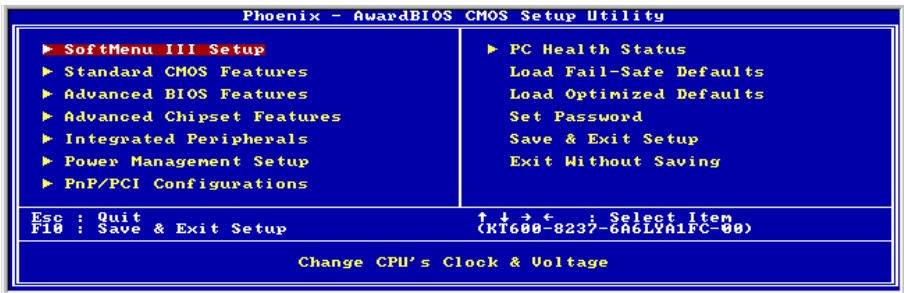 Phoenix - AwardBIOS CMOS Setup Utility
► SoftMenu III Setup
► Standard CMOS Features
► Advanced BIOS Features
► Advanced Chipset Features
► Integrated Peripherals
► Power Management Setup
► PnP/PCI Configurations
► PC Health Status
Load Fail-Safe Defaults
Load Optimized Defaults
Set Password
Save & Exit Setup
Exit Without Saving
Esc : Quit
F10 : Save & Exit Setup
↑ ↓ → ← : Select Item
(KT600-8237-6A6LYA1FC-00)
Change CPU's Clock & Voltage